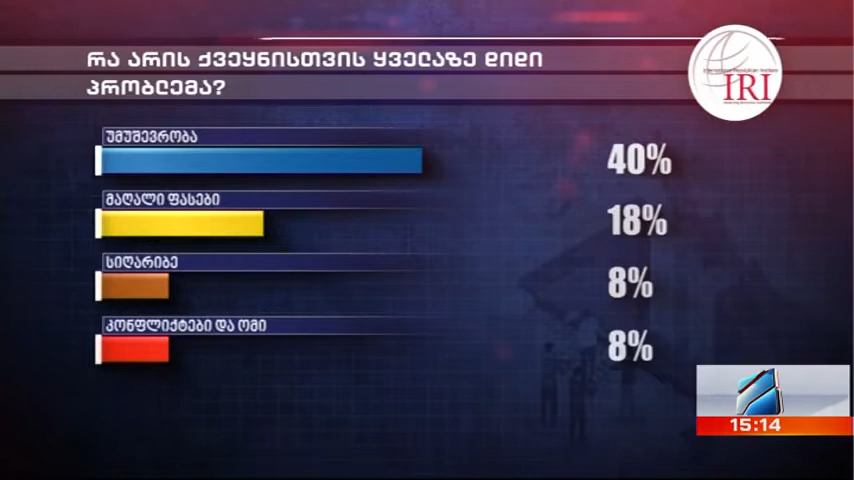 რა არის ქვეყნისთვის ყველაზე დიდი
პრობლემა?
IRI
უმუშევრობა
40%
მაღალი ფასები
18%
სიღარიბე
8%
კონფლიქტები და ომი
8%
15:14